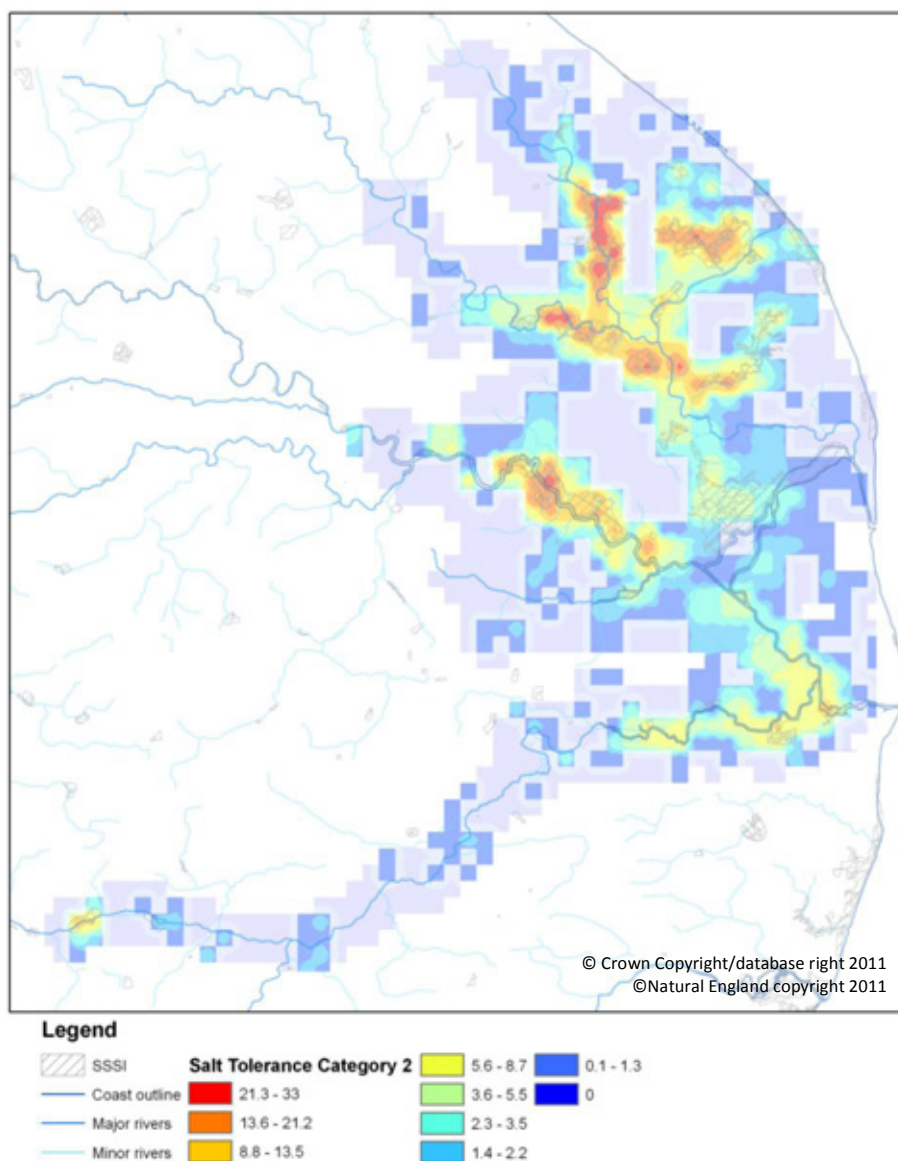 © Crown Copyright/database right 2011
©Natural England copyright 2011
Legend
SSSI
Coast outline
Major rivers
Minor rivers
Salt Tolerance Category 2
21.3 - 33
13.6 - 21.2
8.8 - 13.5
5.6 - 8.7
3.6 - 5.5
2.3 - 3.5
1.4 - 2.2
0.1 - 1.3
0